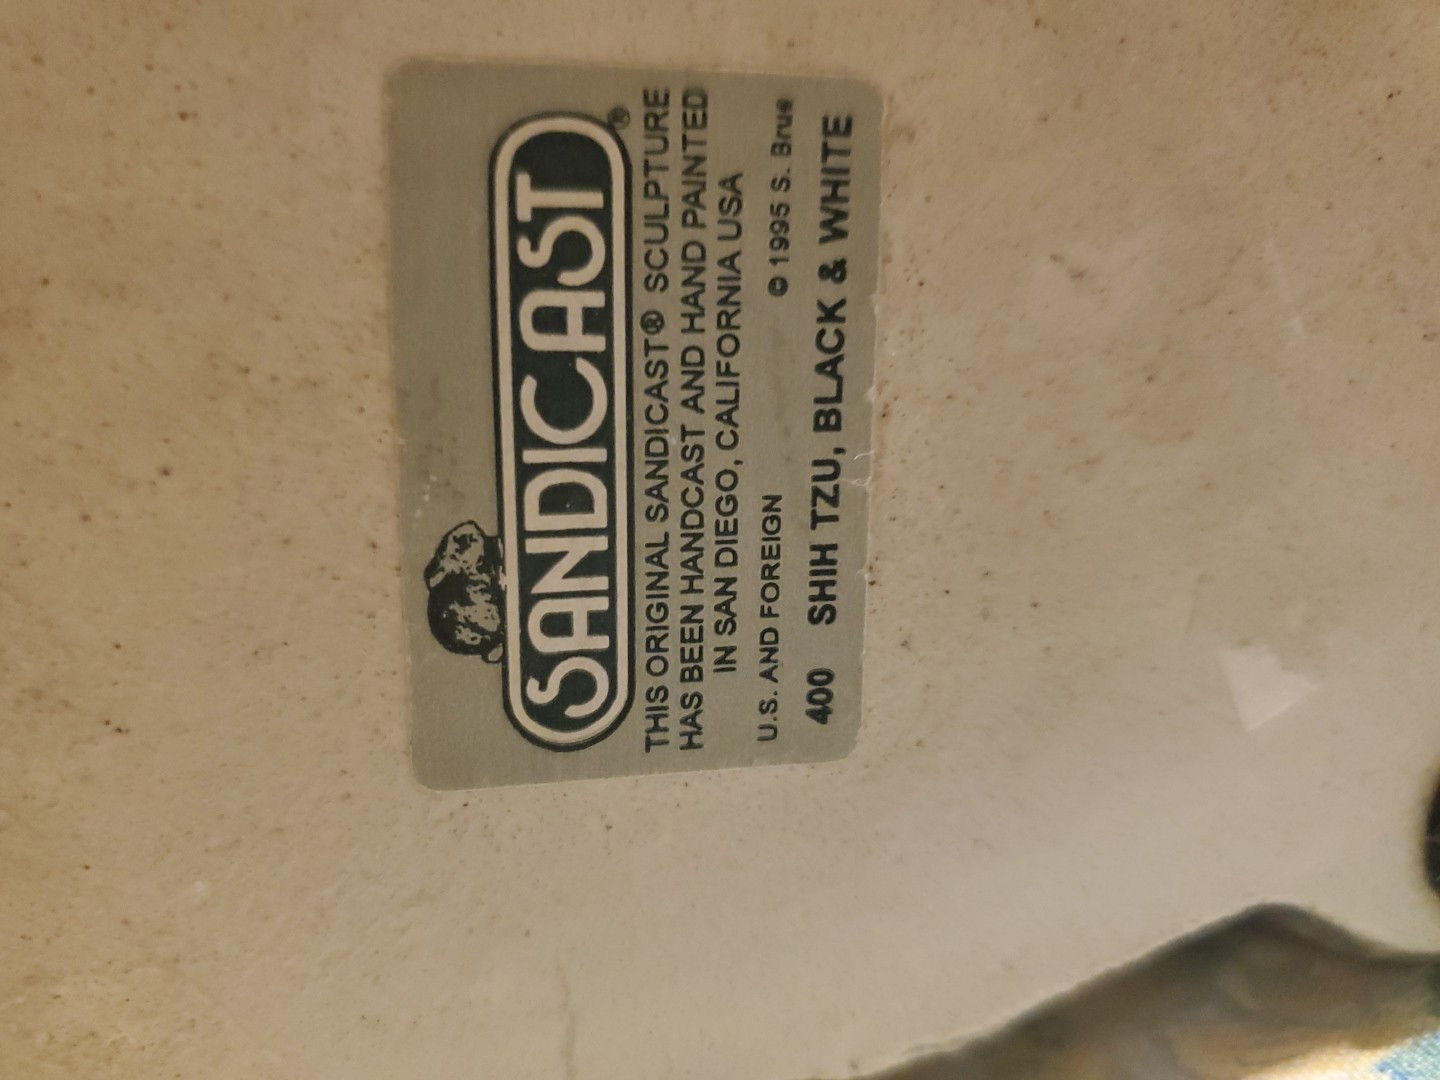 SANDICAST®
THIS ORIGINAL SANDICAST® SCULPTURE
HAS BEEN HANDCAST AND HAND PAINTED
IN SAN DIEGO, CALIFORNIA USA
U.S. AND FOREIGN © 1995 S. Brue
400 SHIH TZU, BLACK & WHITE